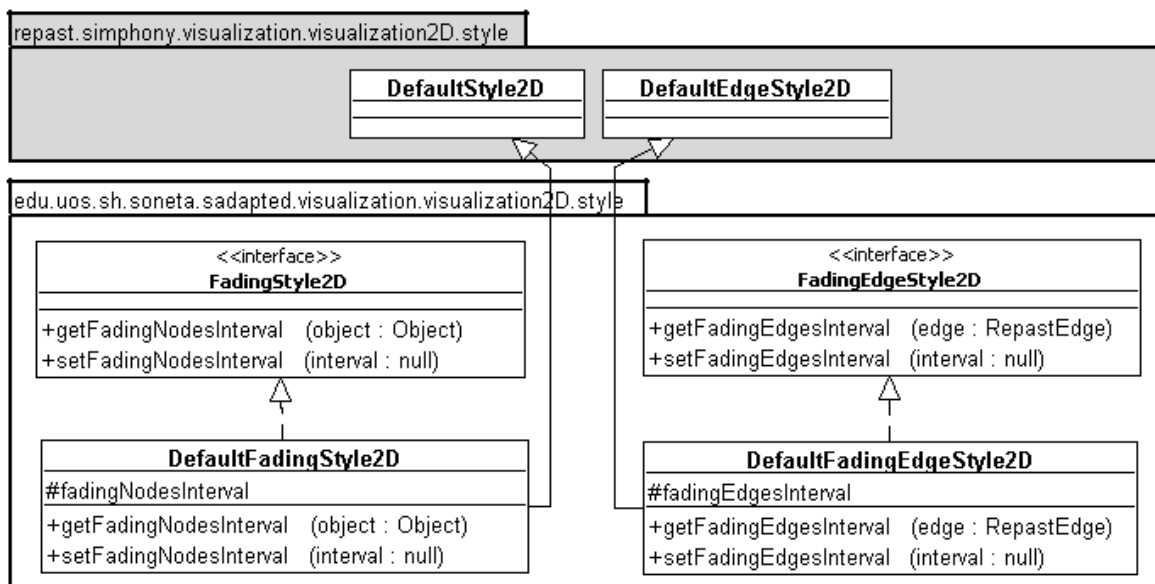 repast.simphony.visualization.visualization2D.style
DefaultStyle2D
DefaultEdgeStyle2D
edu.uos.sh.soneta.sadapted.visualization.visualization2D.style
<<interface>>
FadingStyle2D
+getFadingNodesInterval (object : Object)
+setFadingNodesInterval (interval : null)
<<interface>>
FadingEdgeStyle2D
+getFadingEdgesInterval (edge : RepastEdge)
+setFadingEdgesInterval (interval : null)
DefaultFadingStyle2D
#fadingNodesInterval
+getFadingNodesInterval (object : Object)
+setFadingNodesInterval (interval : null)
DefaultFadingEdgeStyle2D
#fadingEdgesInterval
+getFadingEdgesInterval (edge : RepastEdge)
+setFadingEdgesInterval (interval : null)